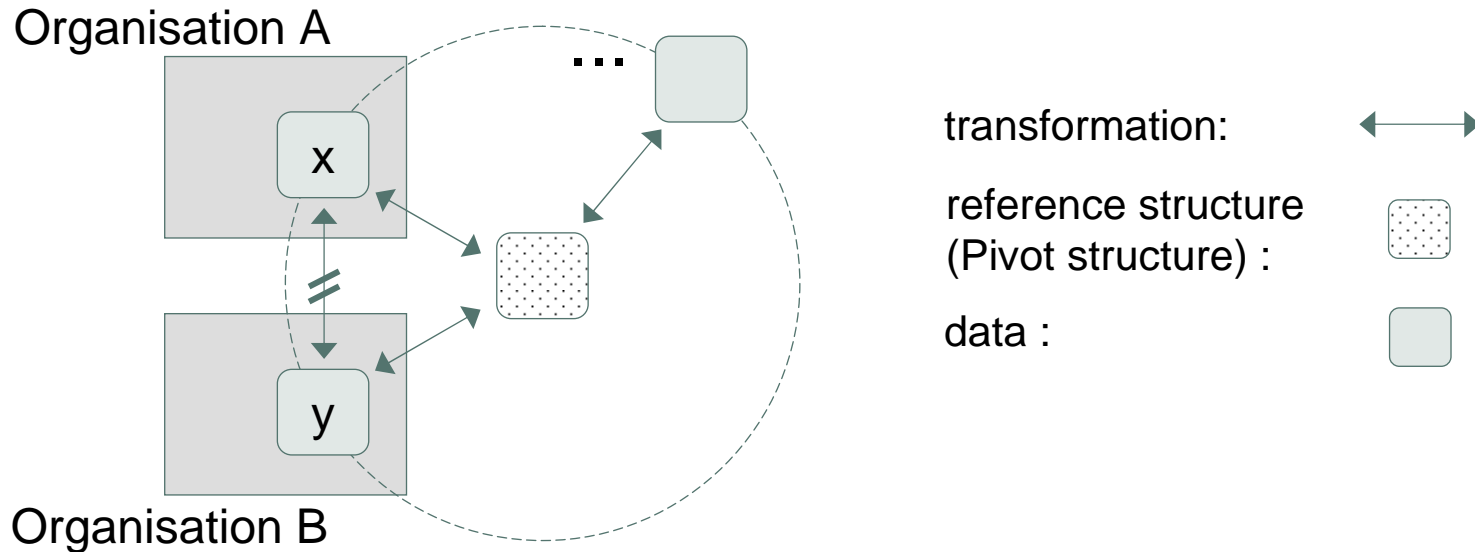 Organisation A
...
x
y
Organisation B
transformation:
reference structure
(Pivot structure) :
data :